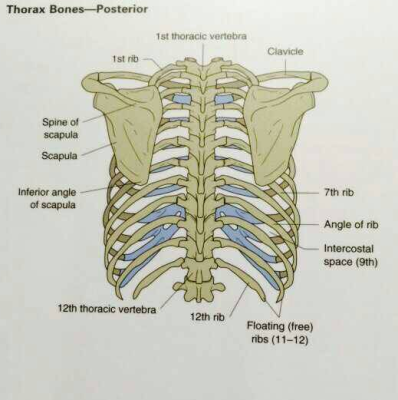 Thorax Bones—Posterior
1st thoracic vertebra
1st rib
Clavicle
Spine of
scapula
Scapula
Inferior angle
of scapula
7th rib
Angle of rib
Intercostal
space (9th)
12th thoracic vertebra
12th rib
Floating (free)
ribs (11–12)